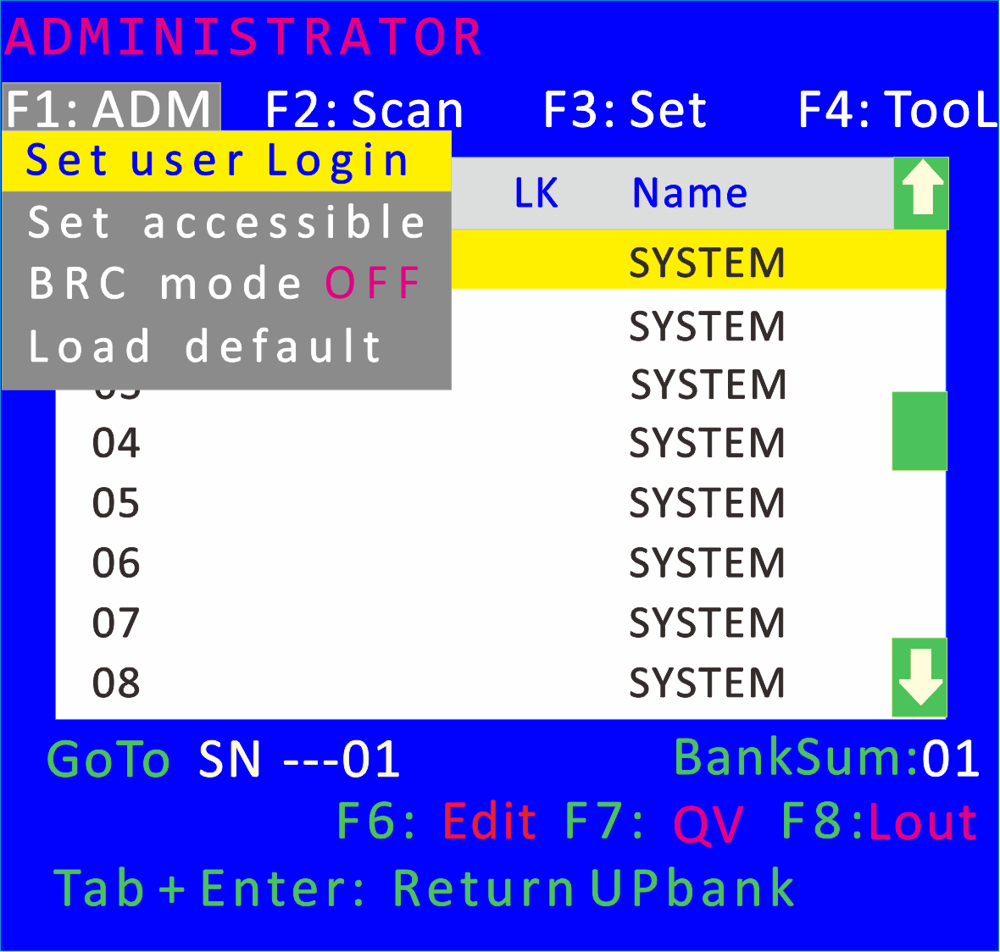 ADMINISTRATOR
F1: ADM F2: Scan F3: Set F4: TooL
Set user Login
LK Name
Set accessible
SYSTEM
BRC mode OFF
SYSTEM
Load default
SYSTEM
04 SYSTEM
05 SYSTEM
06 SYSTEM
07 SYSTEM
08 SYSTEM
GoTo SN ---01 BankSum:01
F6: Edit F7: QV F8:Lout
Tab + Enter: Return UPbank